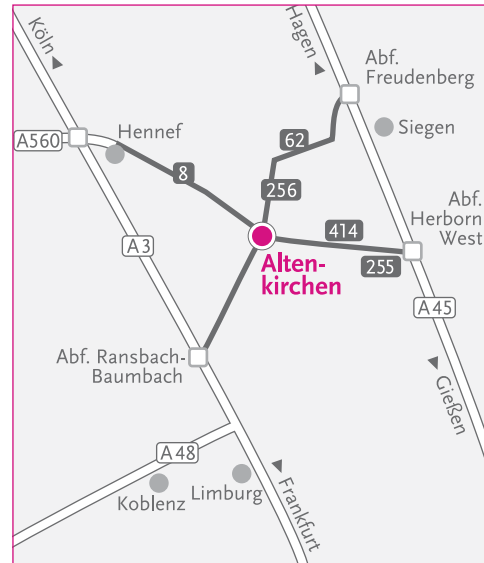 Köln
Hagen
Abf.
Freudenberg
A560
Hennef
62
Siegen
8
256
Abf.
Herborn
West
414
255
A3
Alten-
kirchen
A45
Abf. Ransbach-
Baumbach
Gießen
A48
Koblenz
Limburg
Frankfurt